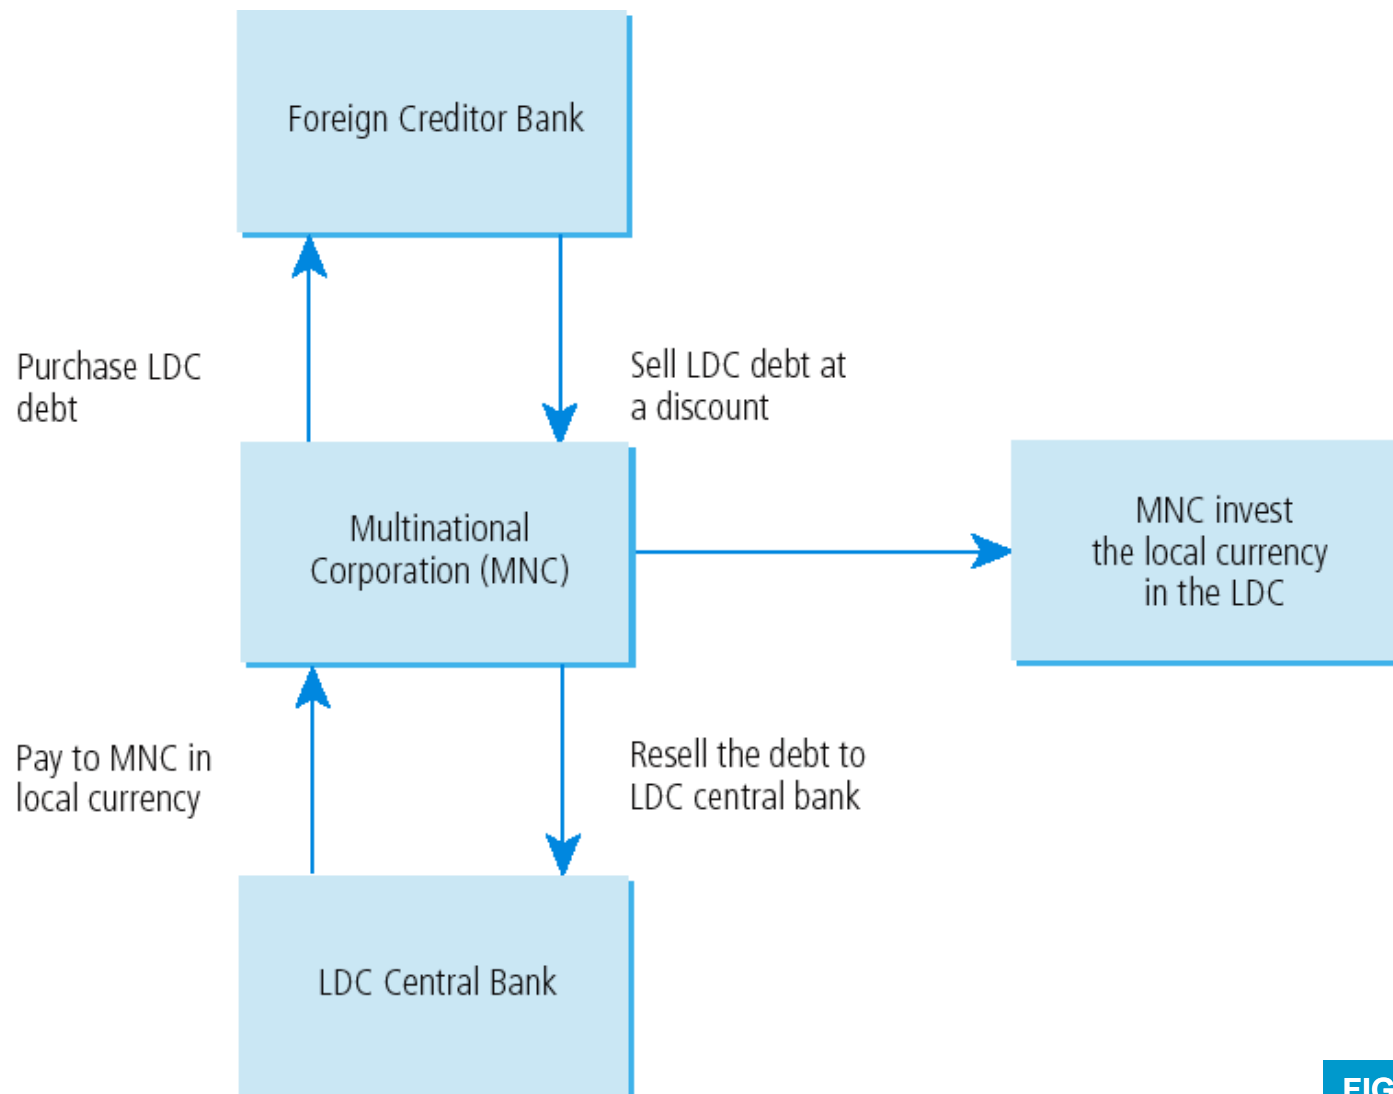 Foreign Creditor Bank
Purchase LDC
debt
Sell LDC debt at
a discount
Multinational
Corporation (MNC)
MNC invest
the local currency
in the LDC
Pay to MNC in
local currency
Resell the debt to
LDC central bank
LDC Central Bank
FIG